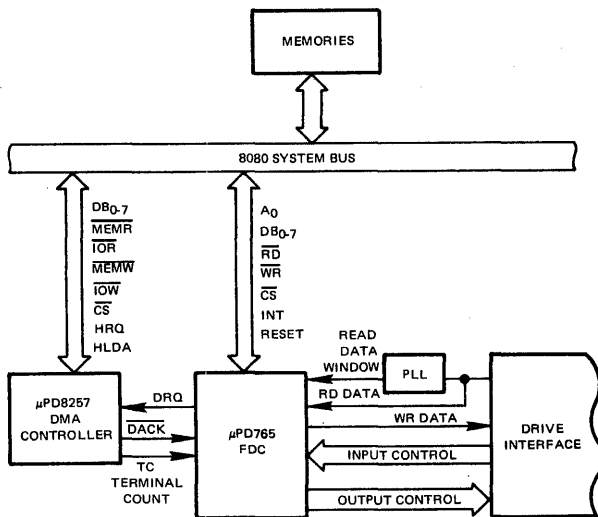 MEMORIES
8080 SYSTEM BUS
DB0-7
MEMR
IOR
MEMW
IOW
CS
HRQ
HLDA
A0
DB0-7
RD
WR
CS
INT
RESET
READ
DATA
WINDOW
PLL
RD DATA
WR DATA
INPUT CONTROL
OUTPUT CONTROL
DRIVE
INTERFACE
μPD8257
DMA
CONTROLLER
DRQ
DACK
TC
TERMINAL
COUNT
μPD765
FDC